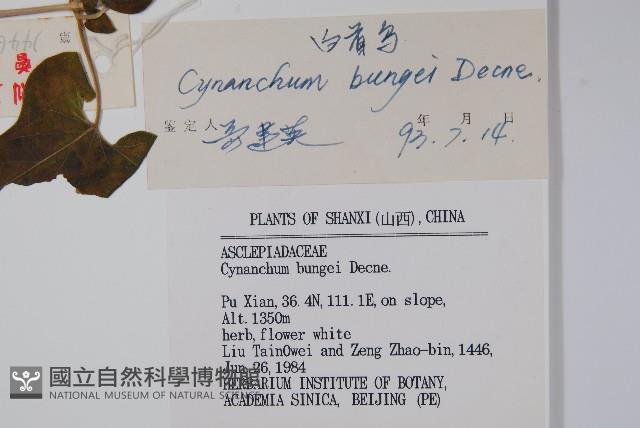 白首乌
Cynanchum bungei Decne.
鉴定人 年 月 日
93. 7. 14.
PLANTS OF SHANXI(山西), CHINA
ASCLEPIADACEAE
Cynanchum bungei Decne.
Pu Xian, 36.4N, 111.1E, on slope,
Alt. 1350m
herb, flower white
Liu TainOwei and Zeng Zhao-bin, 1446,
Jun 26, 1984
HERBARIUM INSTITUTE OF BOTANY,
ACADEMIA SINICA, BEIJING (PE)
國立自然科學博物館
NATIONAL MUSEUM OF NATURAL SCIENCE